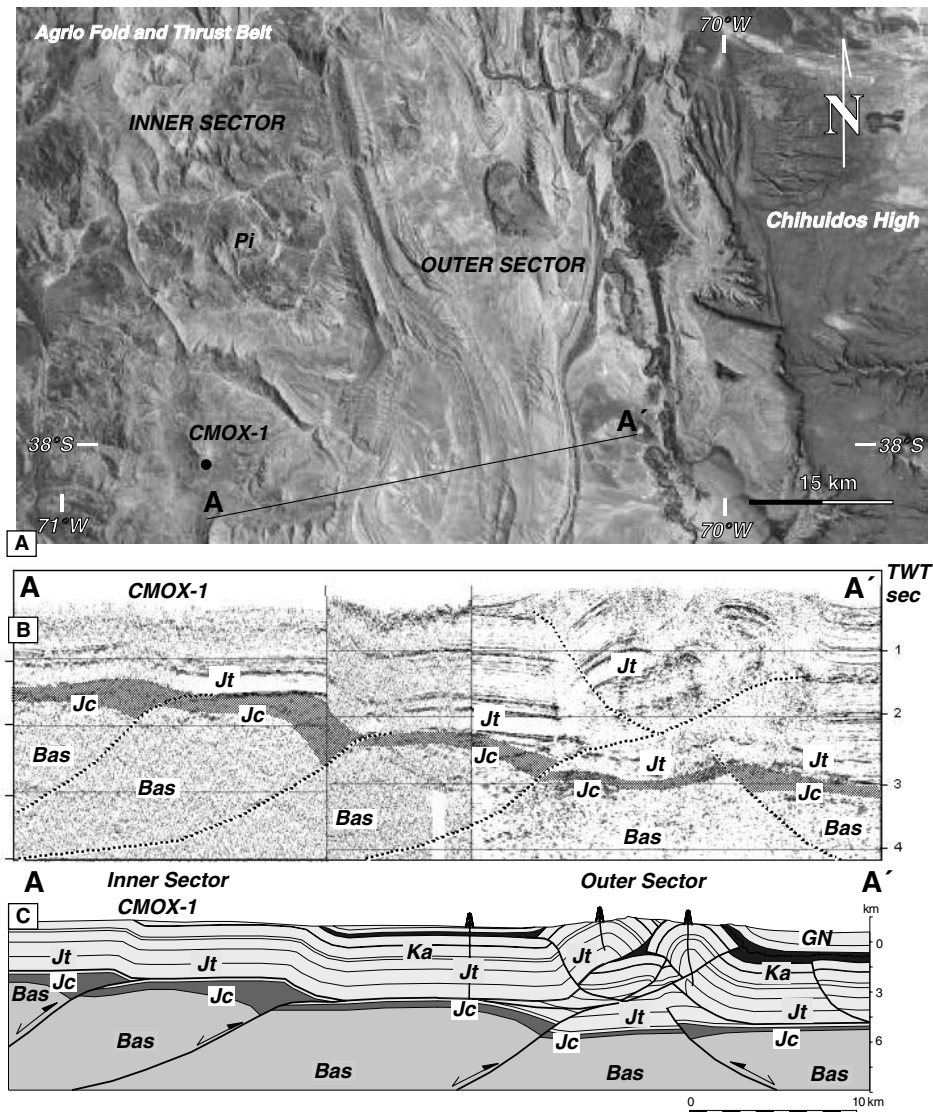 Agrio Fold and Thrust Belt
70°W
INNER SECTOR
N
Pi
Chihuidos High
OUTER SECTOR
CMOX-1
A´
38°S
38°S
A
15 km
71°W
70°W
A
A
CMOX-1
A´
TWT
sec
B
1
Jt
Jt
Jc
Jc
Jt
2
Bas
Jc
Jt
Jt
Bas
Jc
3
Jc
Bas
Bas
Bas
4
A
Inner Sector
Outer Sector
A´
C
CMOX-1
km
GN
0
Ka
Jt
Jt
Jt
Jt
Ka
Jc
Bas
Jc
3
Jc
Jt
Jt
Jc
Jc
6
Bas
Bas
Bas
Bas
0
10 km